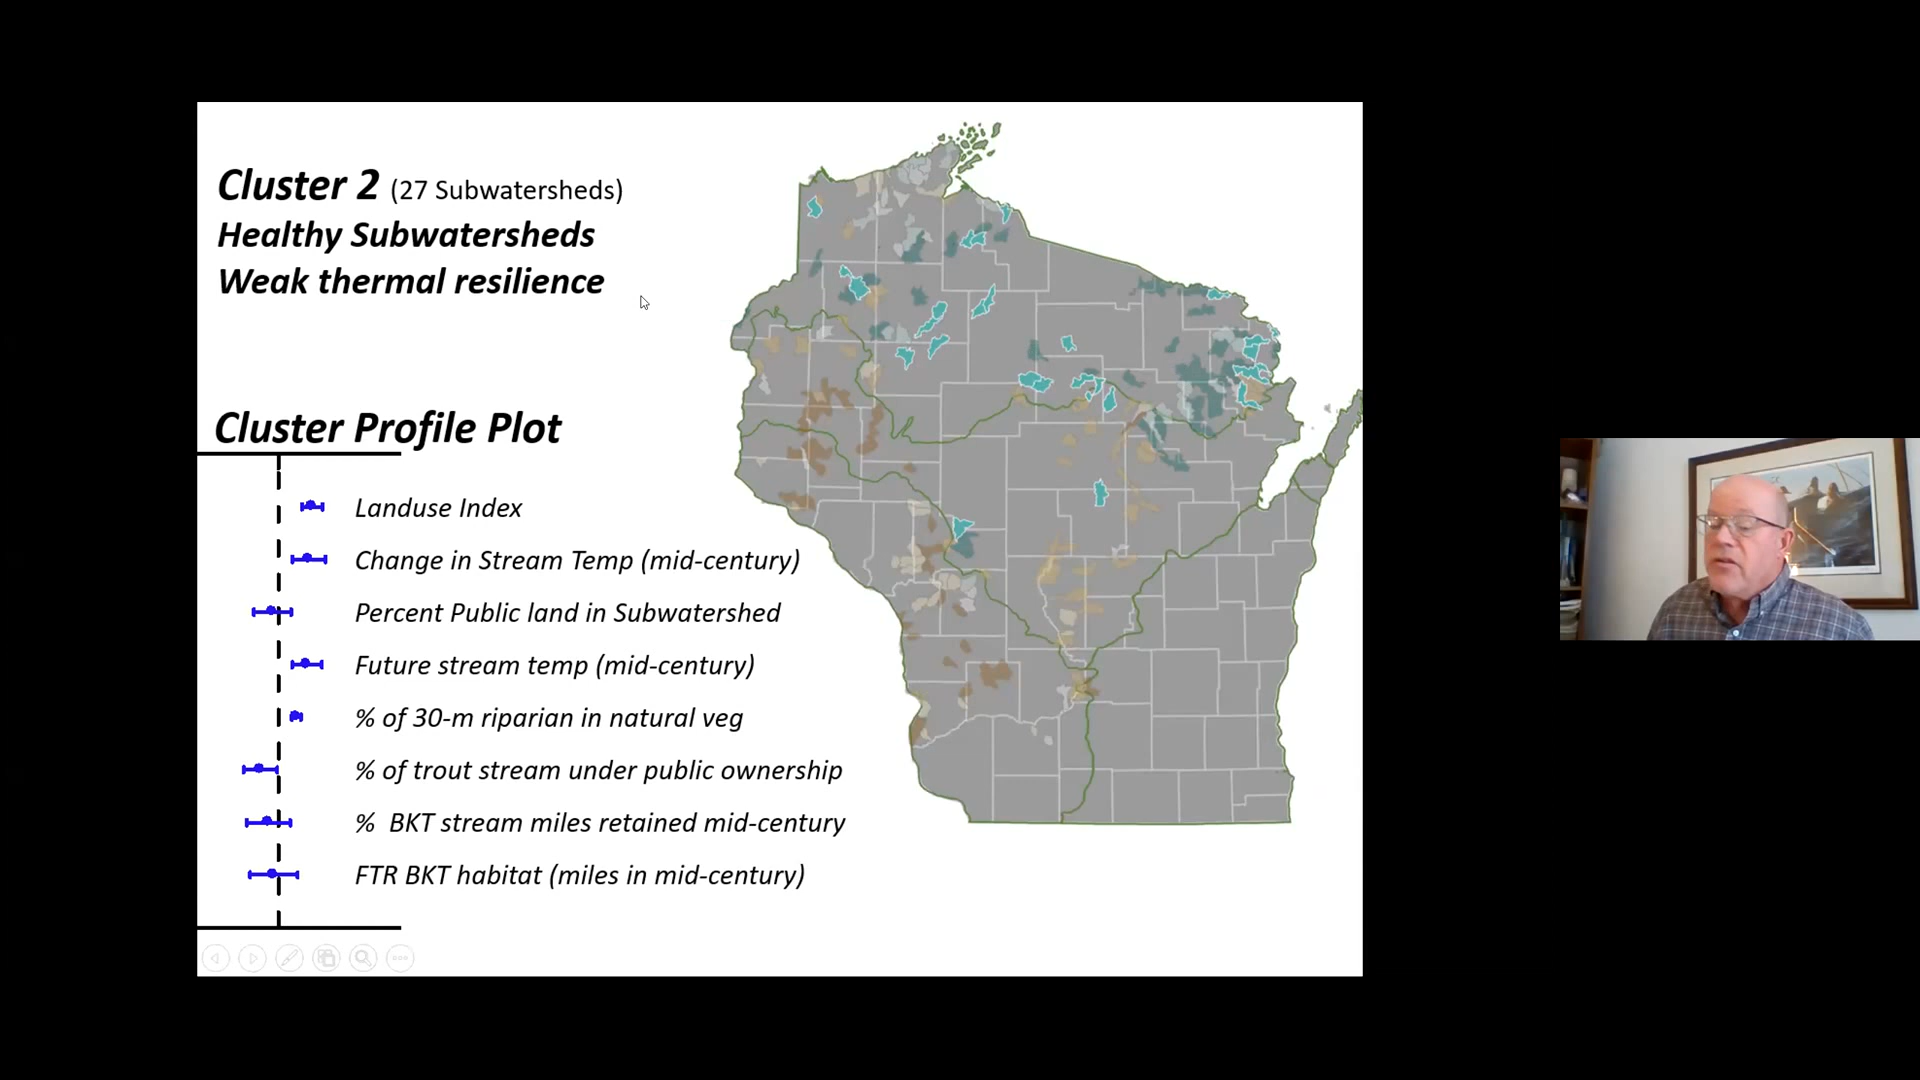 Cluster 2 (27 Subwatersheds)
Healthy Subwatersheds
Weak thermal resilience
Cluster Profile Plot
Landuse Index
Change in Stream Temp (mid-century)
Percent Public land in Subwatershed
Future stream temp (mid-century)
% of 30-m riparian in natural veg
% of trout stream under public ownership
% BKT stream miles retained mid-century
FTR BKT habitat (miles in mid-century)